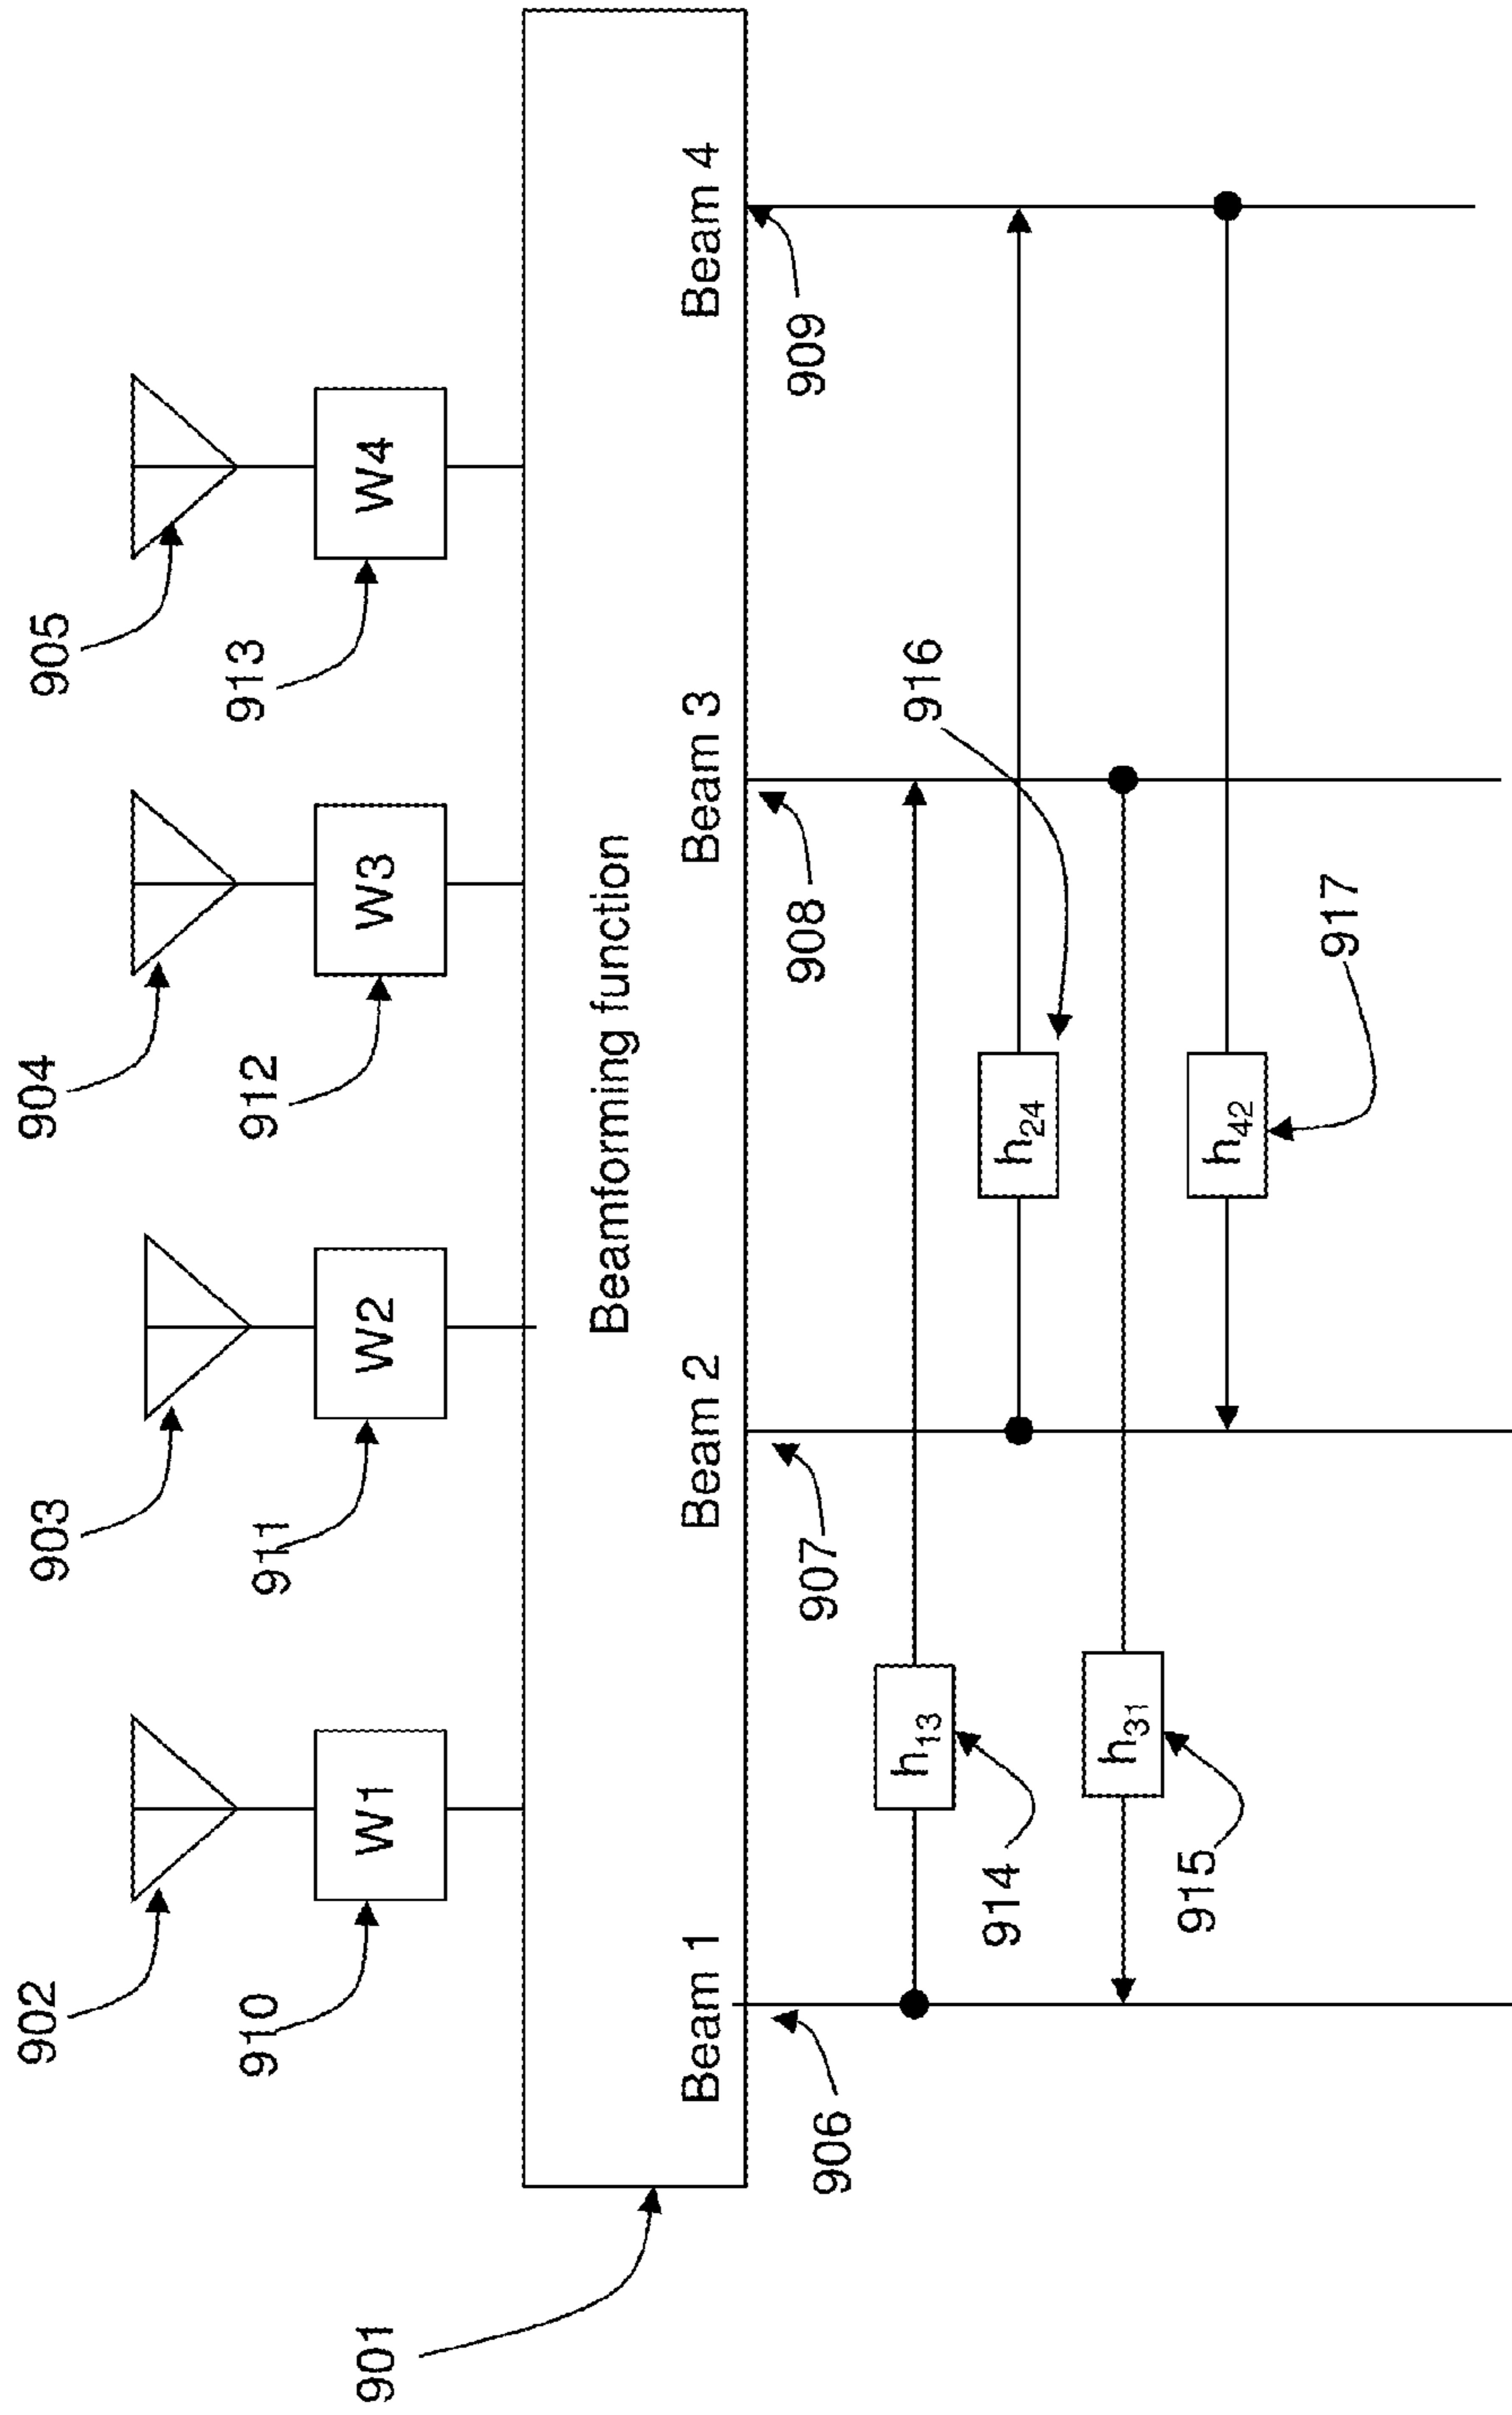 902
903
904
905
910
911
912
913
W1
W2
W3
W4
901
Beamforming function
Beam 1
Beam 2
Beam 3
Beam 4
906
907
908
909
h13
916
914
h24
h31
915
h42
917